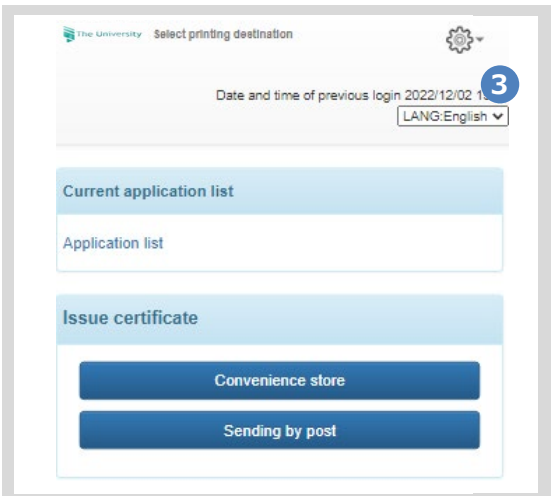 The University Select printing destination
3
Date and time of previous login 2022/12/02 1
LANG:English
Current application list
Application list
Issue certificate
Convenience store
Sending by post